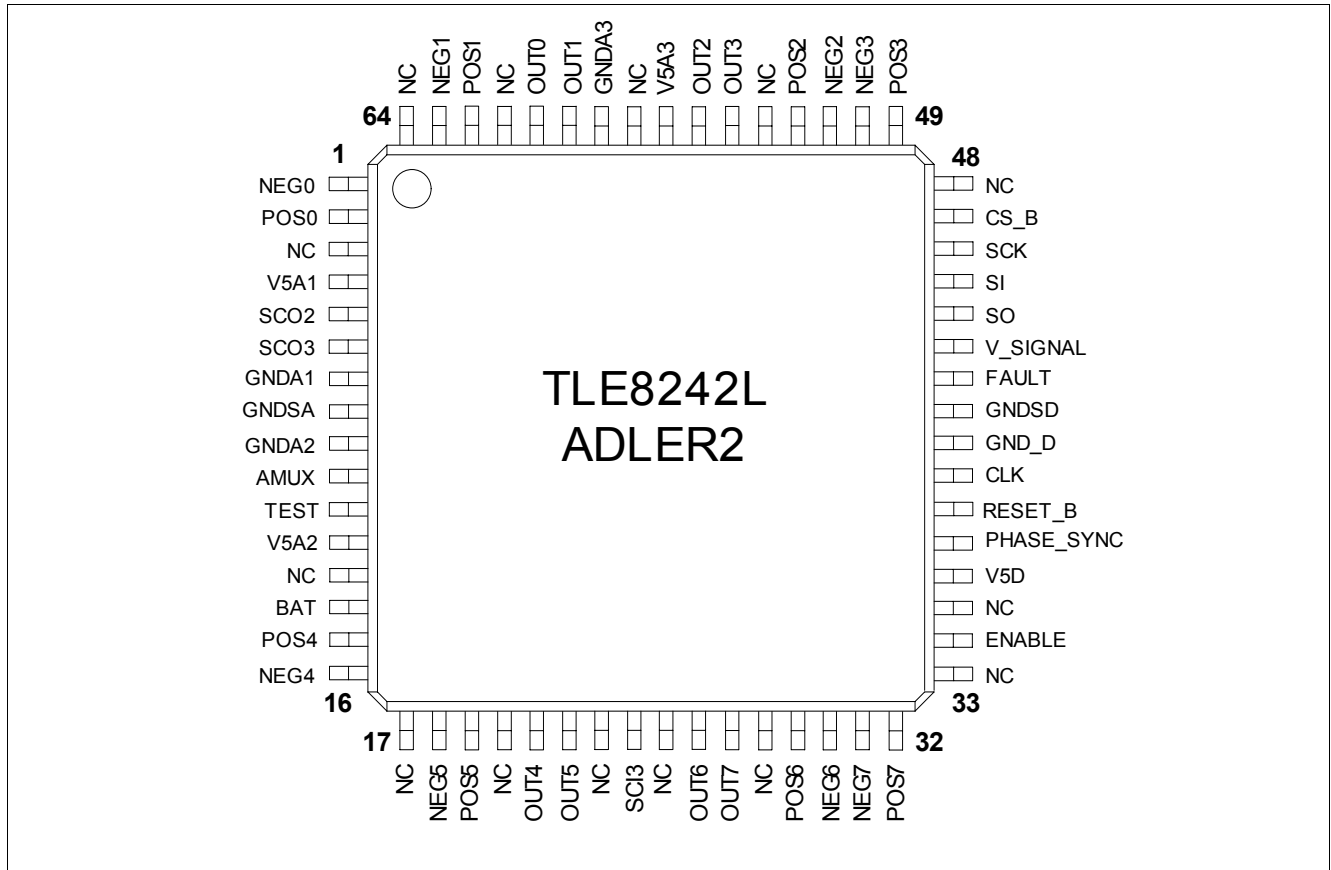 NC
NEG1
POS1
NC
OUT0
OUT1
GNDA3
NC
V5A3
OUT2
OUT3
NC
POS2
NEG2
NEG3
POS3
64
49
1
48
NEG0
POS0
NC
V5A1
SCO2
SCO3
GNDA1
GNDSA
GNDA2
AMUX
TEST
V5A2
NC
BAT
POS4
NEG4
TLE8242L
ADLER2
NC
CS_B
SCK
SI
SO
V_SIGNAL
FAULT
GNDSD
GND_D
CLK
RESET_B
PHASE_SYNC
V5D
NC
ENABLE
NC
16
33
17
32
NC
NEG5
POS5
NC
OUT4
OUT5
NC
SCI3
NC
OUT6
OUT7
NC
POS6
NEG6
NEG7
POS7